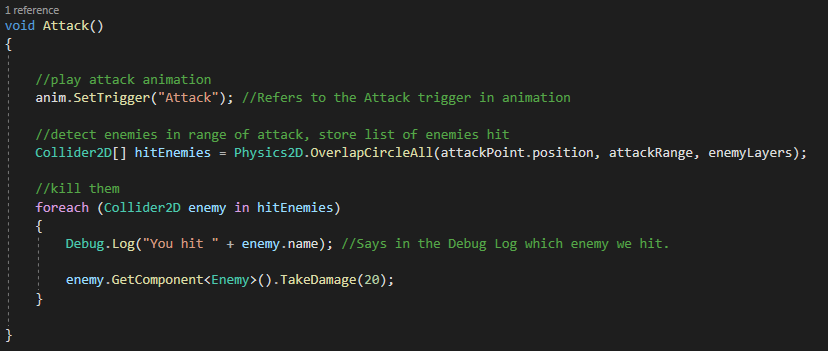 1 reference
void Attack()
{
//play attack animation
anim.SetTrigger("Attack"); //Refers to the Attack trigger in animation
//detect enemies in range of attack, store list of enemies hit
Collider2D[] hitEnemies = Physics2D.OverlapCircleAll(attackPoint.position, attackRange, enemyLayers);
//kill them
foreach (Collider2D enemy in hitEnemies)
{
Debug.Log("You hit " + enemy.name); //Says in the Debug Log which enemy we hit.
enemy.GetComponent<Enemy>().TakeDamage(20);
}
}